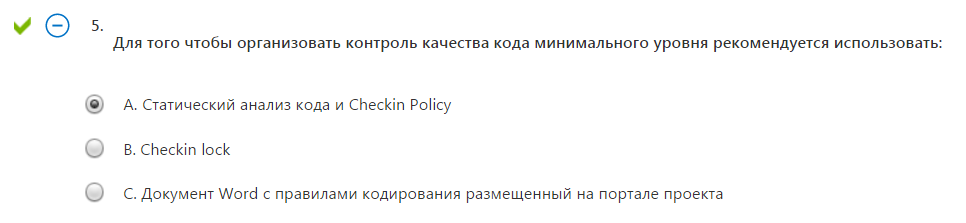 5.
Для того чтобы организовать контроль качества кода минимального уровня рекомендуется использовать:
A. Статический анализ кода и Checkin Policy
B. Checkin lock
C. Документ Word с правилами кодирования размещенный на портале проекта